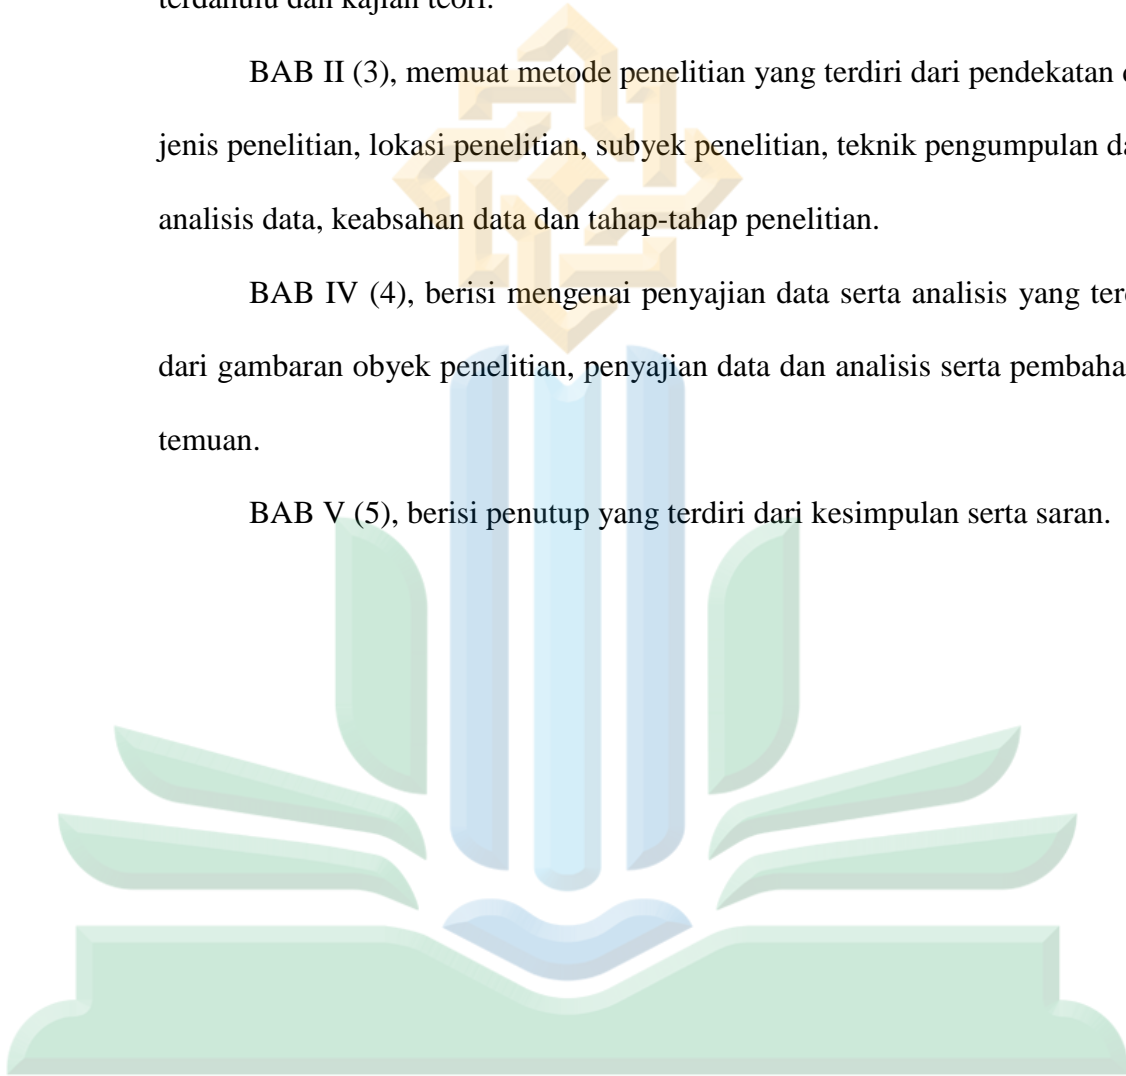 terdahulu dan kajian teori.
BAB II (3), memuat metode penelitian yang terdiri dari pendekatan
jenis penelitian, lokasi penelitian, subyek penelitian, teknik pengumpulan
analisis data, keabsahan data dan tahap-tahap penelitian.
BAB IV (4), berisi mengenai penyajian data serta analisis yang
dari gambaran obyek penelitian, penyajian data dan analisis serta
temuan.
BAB V (5), berisi penutup yang terdiri dari kesimpulan serta saran.